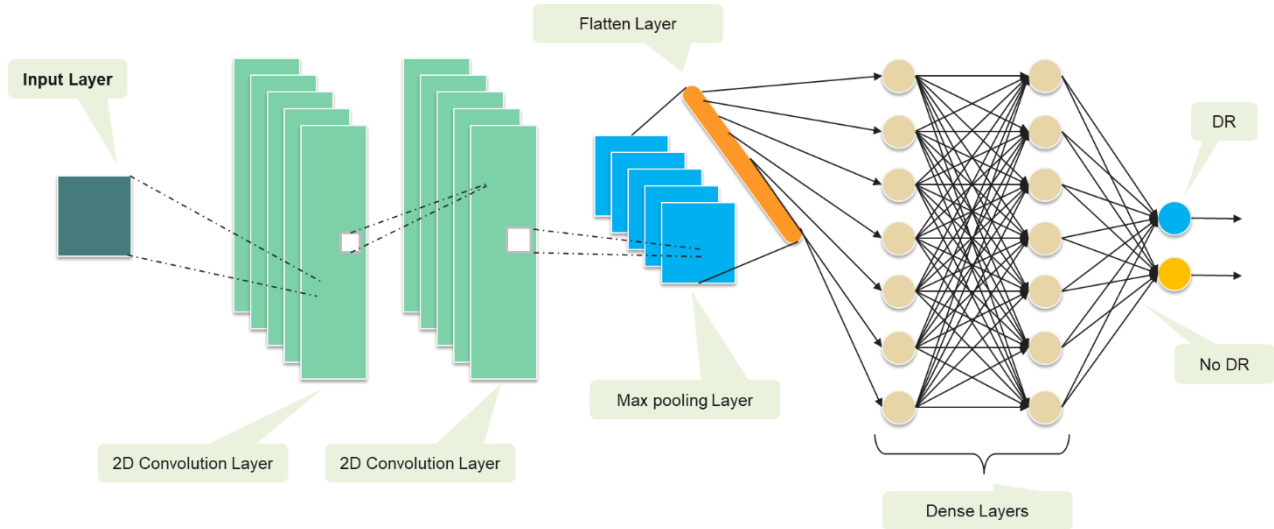 Flatten Layer
Input Layer
DR
No DR
Max pooling Layer
2D Convolution Layer
2D Convolution Layer
Dense Layers